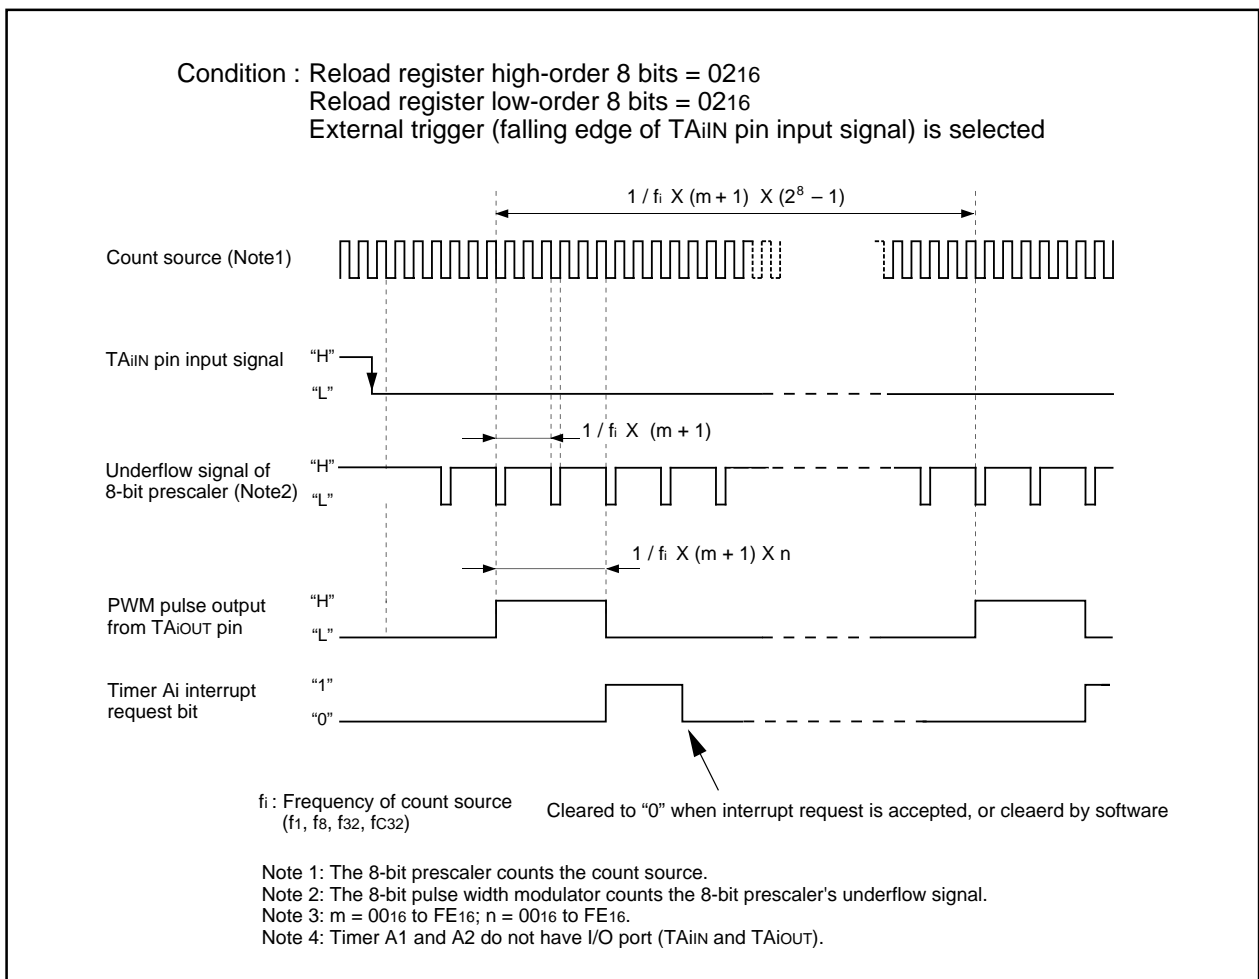 Condition : Reload register high-order 8 bits = 0216
Reload register low-order 8 bits = 0216
External trigger (falling edge of TAiIN pin input signal) is selected
1 / fi X (m + 1) X (2⁸ – 1)
Count source (Note1)
TAiIN pin input signal
“H”
“L”
1 / fi X (m + 1)
Underflow signal of
8-bit prescaler (Note2)
“H”
“L”
1 / fi X (m + 1) X n
PWM pulse output
from TAiOUT pin
“H”
“L”
Timer Ai interrupt
request bit
“1”
“0”
fi : Frequency of count source
(f1, f8, f32, fC32)
Cleared to “0” when interrupt request is accepted, or cleaerd by software
Note 1: The 8-bit prescaler counts the count source.
Note 2: The 8-bit pulse width modulator counts the 8-bit prescaler's underflow signal.
Note 3: m = 0016 to FE16; n = 0016 to FE16.
Note 4: Timer A1 and A2 do not have I/O port (TAiIN and TAiOUT).